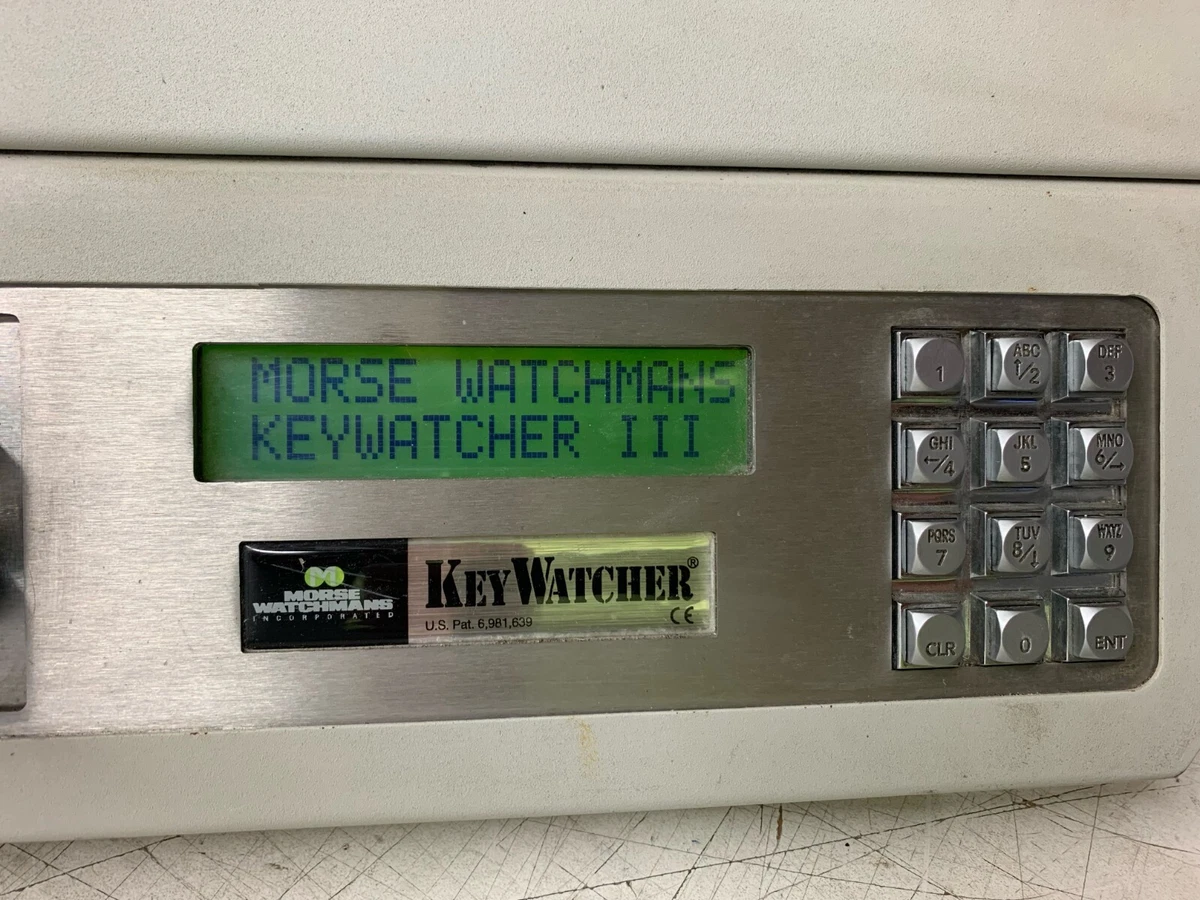 MORSE WATCHMANS
KEYWATCHER III
MORSE
WATCHMANS
INCORPORATED
KEYWATCHER®
U.S. Pat. 6,981,639
CE
1
ABC
↑/2
DEF
3
GHI
←/4
JKL
5
MNO
6/→
PQRS
7
TUV
8/↓
WXYZ
9
CLR
0
ENT